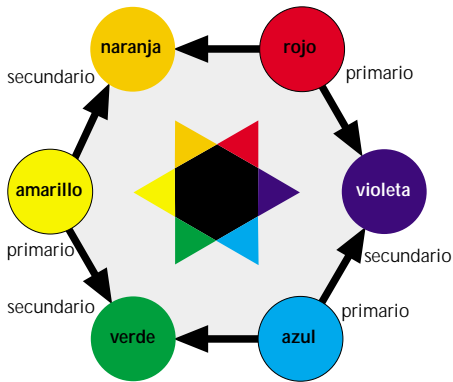 naranja
rojo
secundario
primario
amarillo
violeta
primario
secundario
secundario
primario
verde
azul